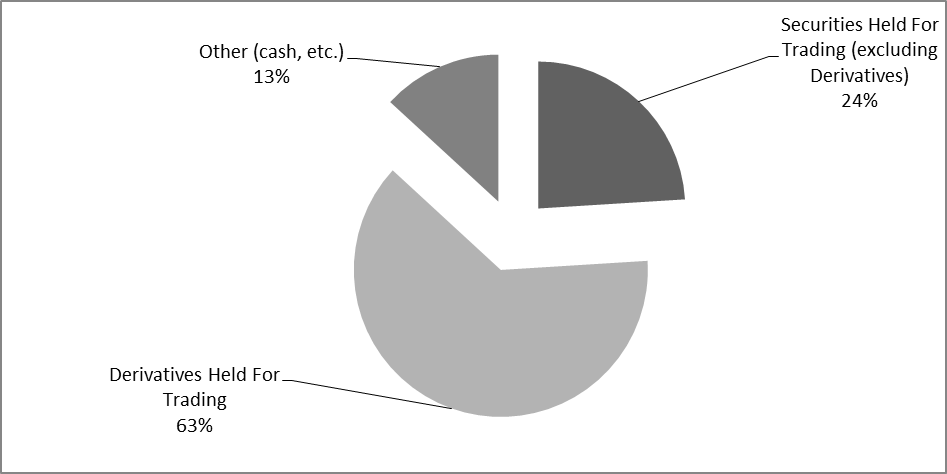 Securities Held For
Trading (excluding
Derivatives)
24%
Other (cash, etc.)
13%
Derivatives Held For
Trading
63%